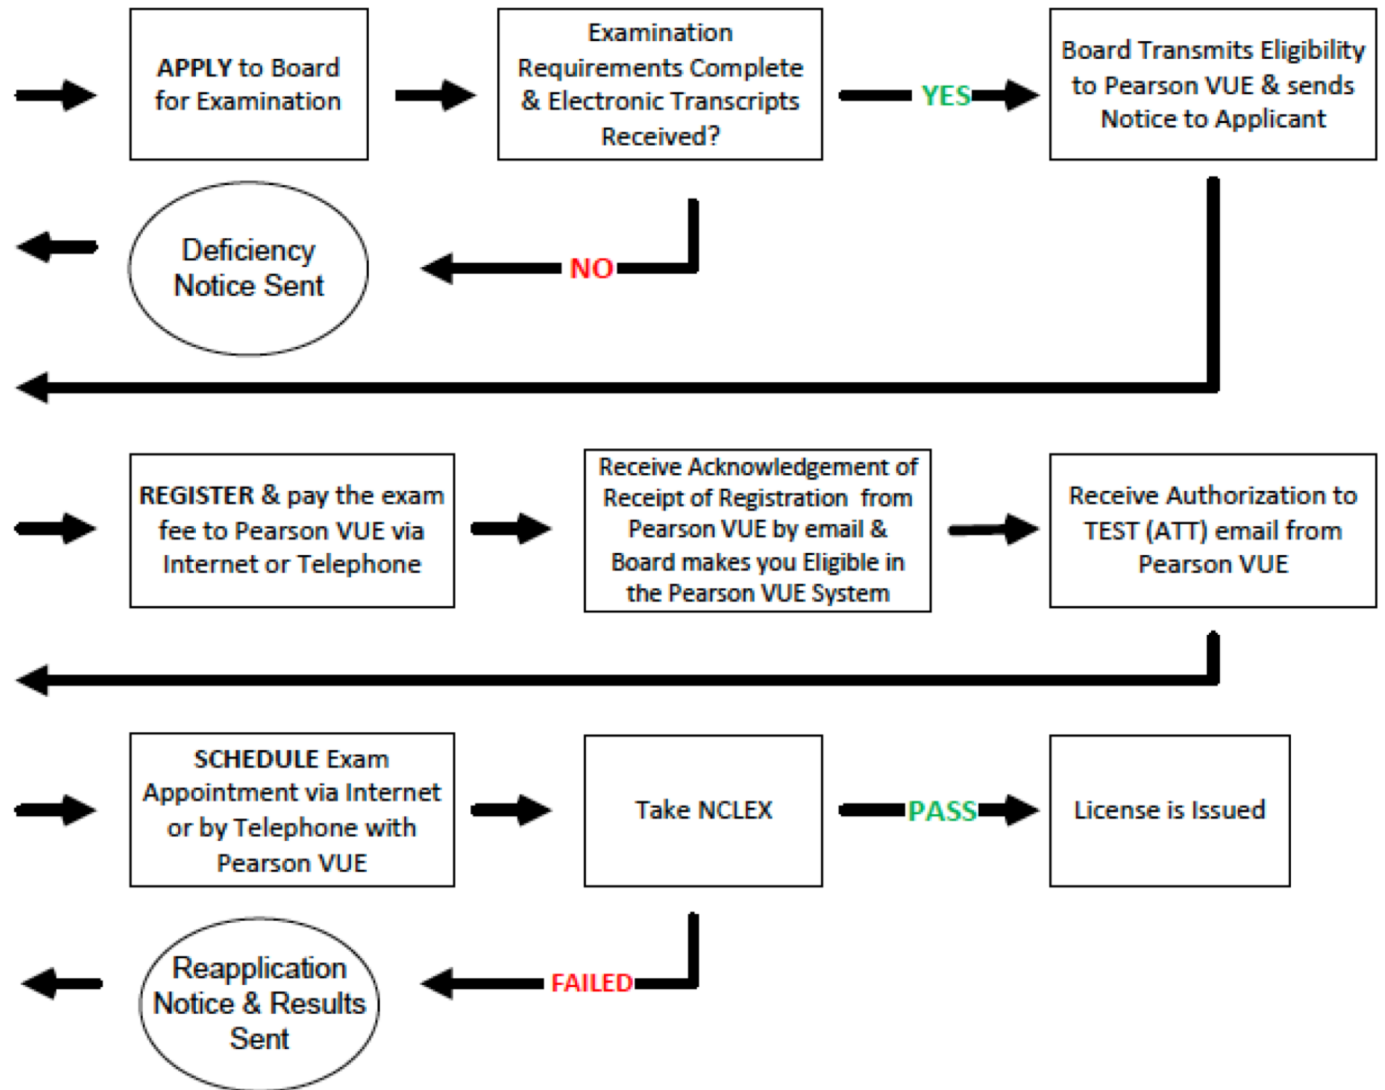 APPLY to Board
for Examination
Examination
Requirements Complete
& Electronic Transcripts
Received?
YES
Board Transmits Eligibility
to Pearson VUE & sends
Notice to Applicant
Deficiency
Notice Sent
NO
REGISTER & pay the exam
fee to Pearson VUE via
Internet or Telephone
Receive Acknowledgement of
Receipt of Registration from
Pearson VUE by email &
Board makes you Eligible in
the Pearson VUE System
Receive Authorization to
TEST (ATT) email from
Pearson VUE
SCHEDULE Exam
Appointment via Internet
or by Telephone with
Pearson VUE
Take NCLEX
PASS
License is Issued
Reapplication
Notice & Results
Sent
FAILED